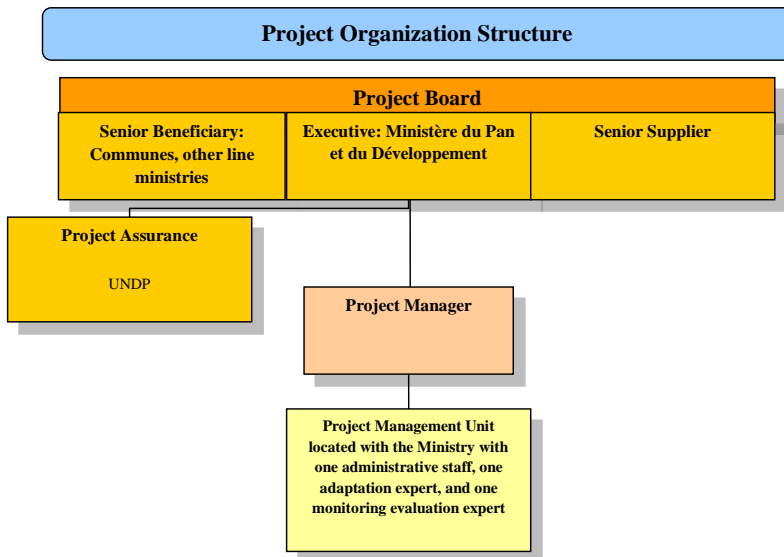 Project Organization Structure
Project Board
Senior Beneficiary:
Communes, other line
ministries
Executive: Ministère du Pan
et du Développement
Senior Supplier
Project Assurance
UNDP
Project Manager
Project Management Unit
located with the Ministry with
one administrative staff, one
adaptation expert, and one
monitoring evaluation expert